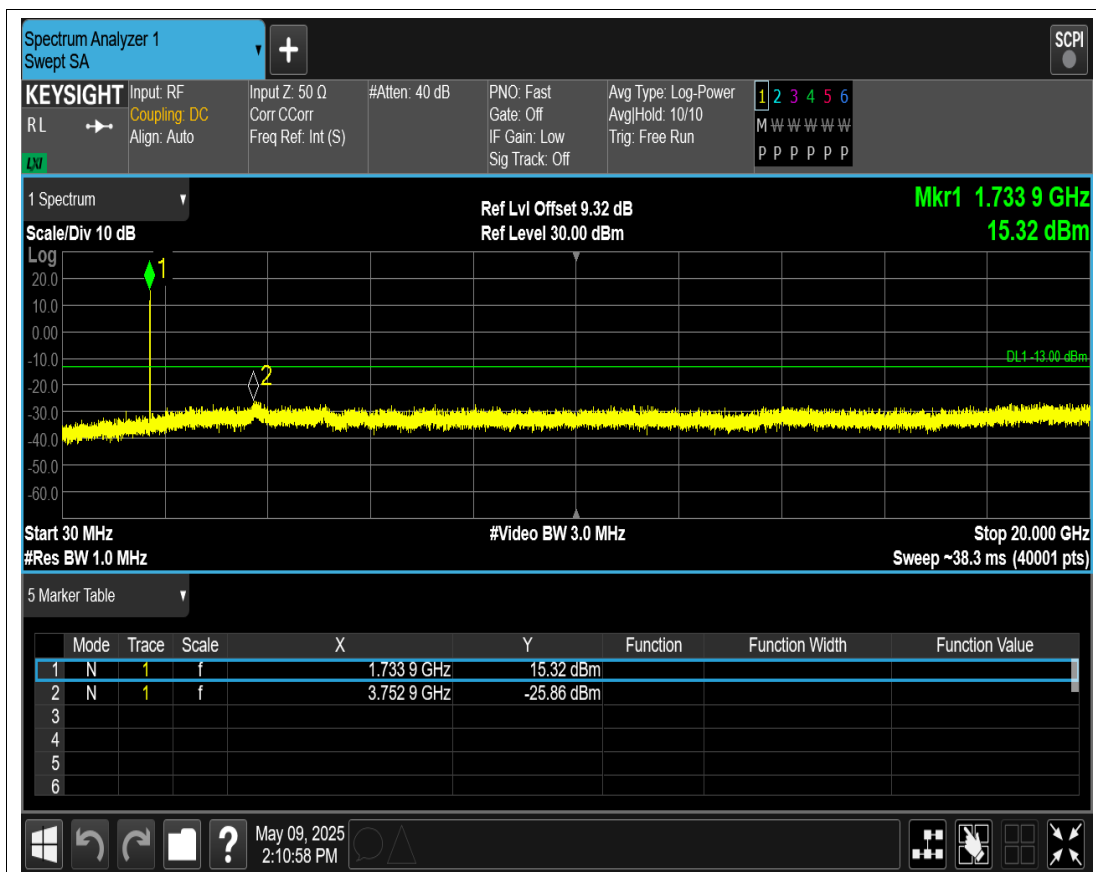 Spectrum Analyzer 1
Swept SA
+
SCPI
KEYSIGHT
RL
LXI
Input: RF
Coupling: DC
Align: Auto
Input Z: 50 Ω
Corr CCorr
Freq Ref: Int (S)
#Atten: 40 dB
PNO: Fast
Gate: Off
IF Gain: Low
Sig Track: Off
Avg Type: Log-Power
Avg|Hold: 10/10
Trig: Free Run
1 2 3 4 5 6
M W W W W W
P P P P P P
1 Spectrum
Scale/Div 10 dB
Ref Lvl Offset 9.32 dB
Ref Level 30.00 dBm
Mkr1 1.733 9 GHz
15.32 dBm
Log
20.0
10.0
0.00
-10.0
-20.0
-30.0
-40.0
-50.0
-60.0
1
2
DL1 -13.00 dBm
Start 30 MHz
#Res BW 1.0 MHz
#Video BW 3.0 MHz
Stop 20.000 GHz
Sweep ~38.3 ms (40001 pts)
5 Marker Table
Mode Trace Scale X Y Function Function Width Function Value
1 N 1 f 1.733 9 GHz 15.32 dBm
2 N 1 f 3.752 9 GHz -25.86 dBm
3
4
5
6
?
May 09, 2025
2:10:58 PM